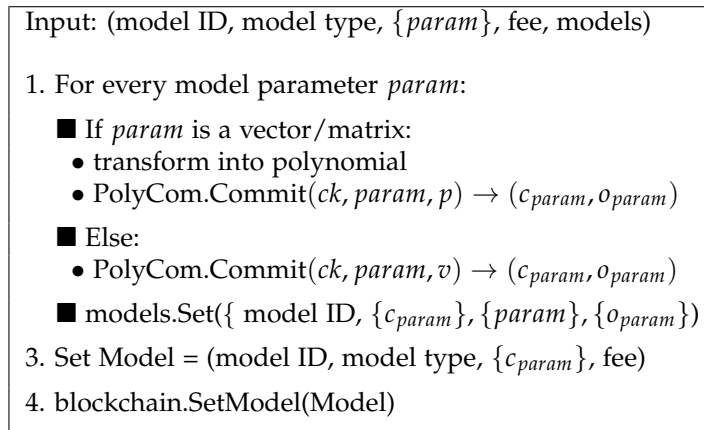 Input: (model ID, model type, {param}, fee, models)
1. For every model parameter param:
■ If param is a vector/matrix:
• transform into polynomial
• PolyCom.Commit(ck, param, p) → (c_param, o_param)
■ Else:
• PolyCom.Commit(ck, param, v) → (c_param, o_param)
■ models.Set({ model ID, {c_param}, {param}, {o_param})
3. Set Model = (model ID, model type, {c_param}, fee)
4. blockchain.SetModel(Model)